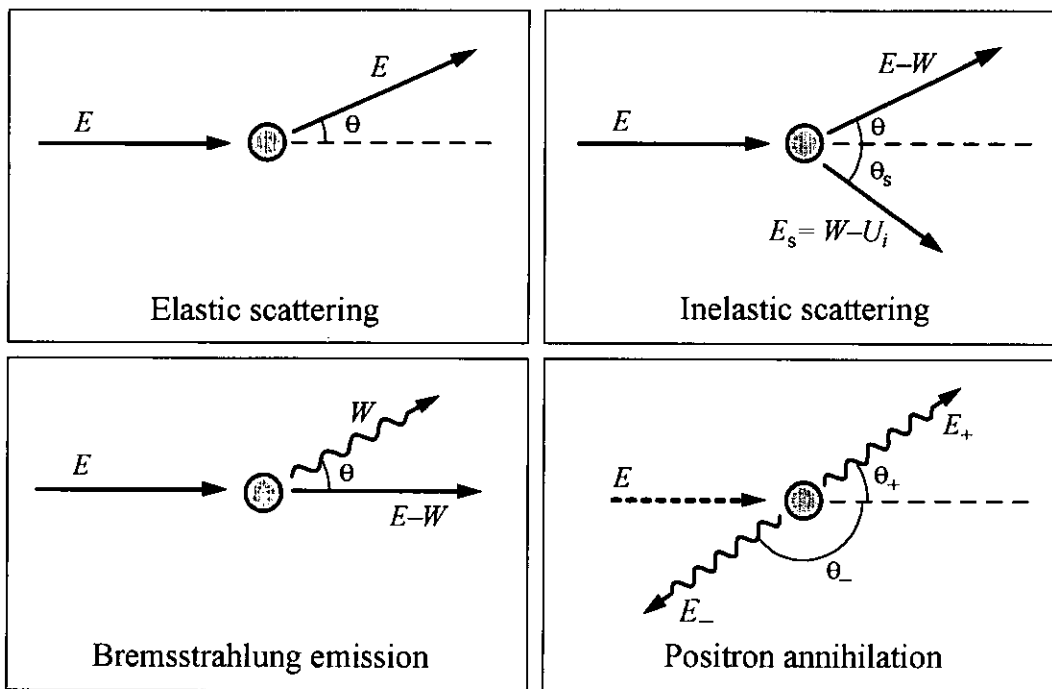 E
E
θ
Elastic scattering
E
E–W
θ
θs
Es= W–Ui
Inelastic scattering
E
W
θ
E–W
Bremsstrahlung emission
E
E+
θ+
θ–
E–
Positron annihilation